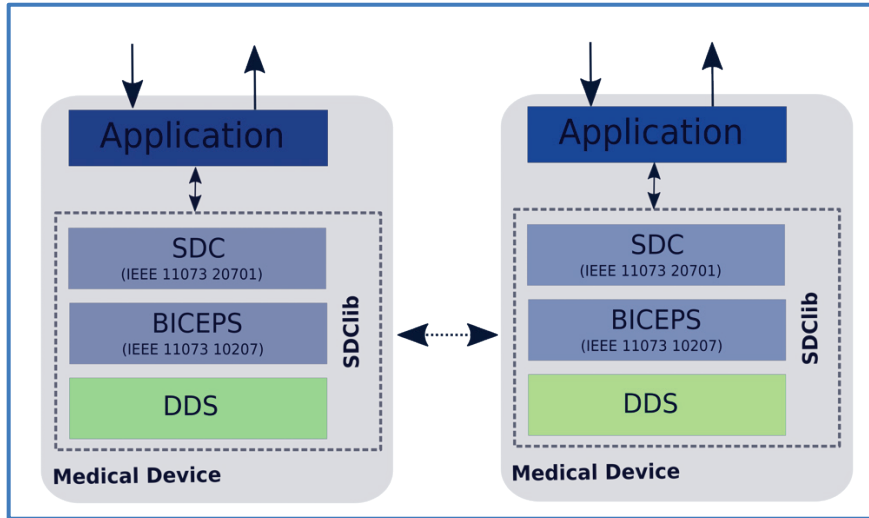 Application
SDC
(IEEE 11073 20701)
BICEPS
(IEEE 11073 10207)
DDS
SDClib
Medical Device
Application
SDC
(IEEE 11073 20701)
BICEPS
(IEEE 11073 10207)
DDS
SDClib
Medical Device